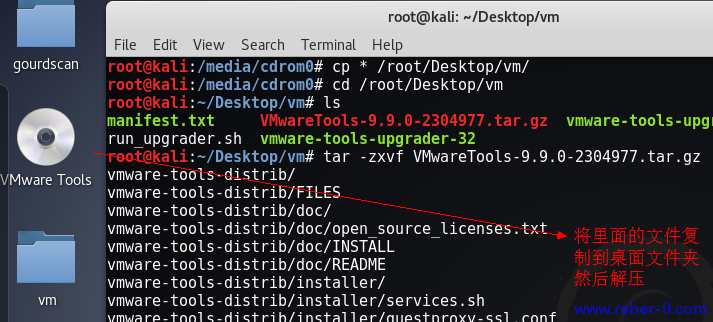 root@kali: ~/Desktop/vm
File Edit View Search Terminal Help
gourdscan
VMware Tools
vm
root@kali:/media/cdrom0# cp * /root/Desktop/vm/
root@kali:/media/cdrom0# cd /root/Desktop/vm
root@kali:~/Desktop/vm# ls
manifest.txt VMwareTools-9.9.0-2304977.tar.gz vmware-tools-upg
run_upgrader.sh vmware-tools-upgrader-32
root@kali:~/Desktop/vm# tar -zxvf VMwareTools-9.9.0-2304977.tar.gz
vmware-tools-distrib/
vmware-tools-distrib/FILES
vmware-tools-distrib/doc/
vmware-tools-distrib/doc/open_source_licenses.txt
vmware-tools-distrib/doc/INSTALL
vmware-tools-distrib/doc/README
vmware-tools-distrib/installer/
vmware-tools-distrib/installer/services.sh
vmware-tools-distrib/installer/guestproxy-ssl.conf
将里面的文件复
制到桌面文件夹
然后解压
www.reber-9.com